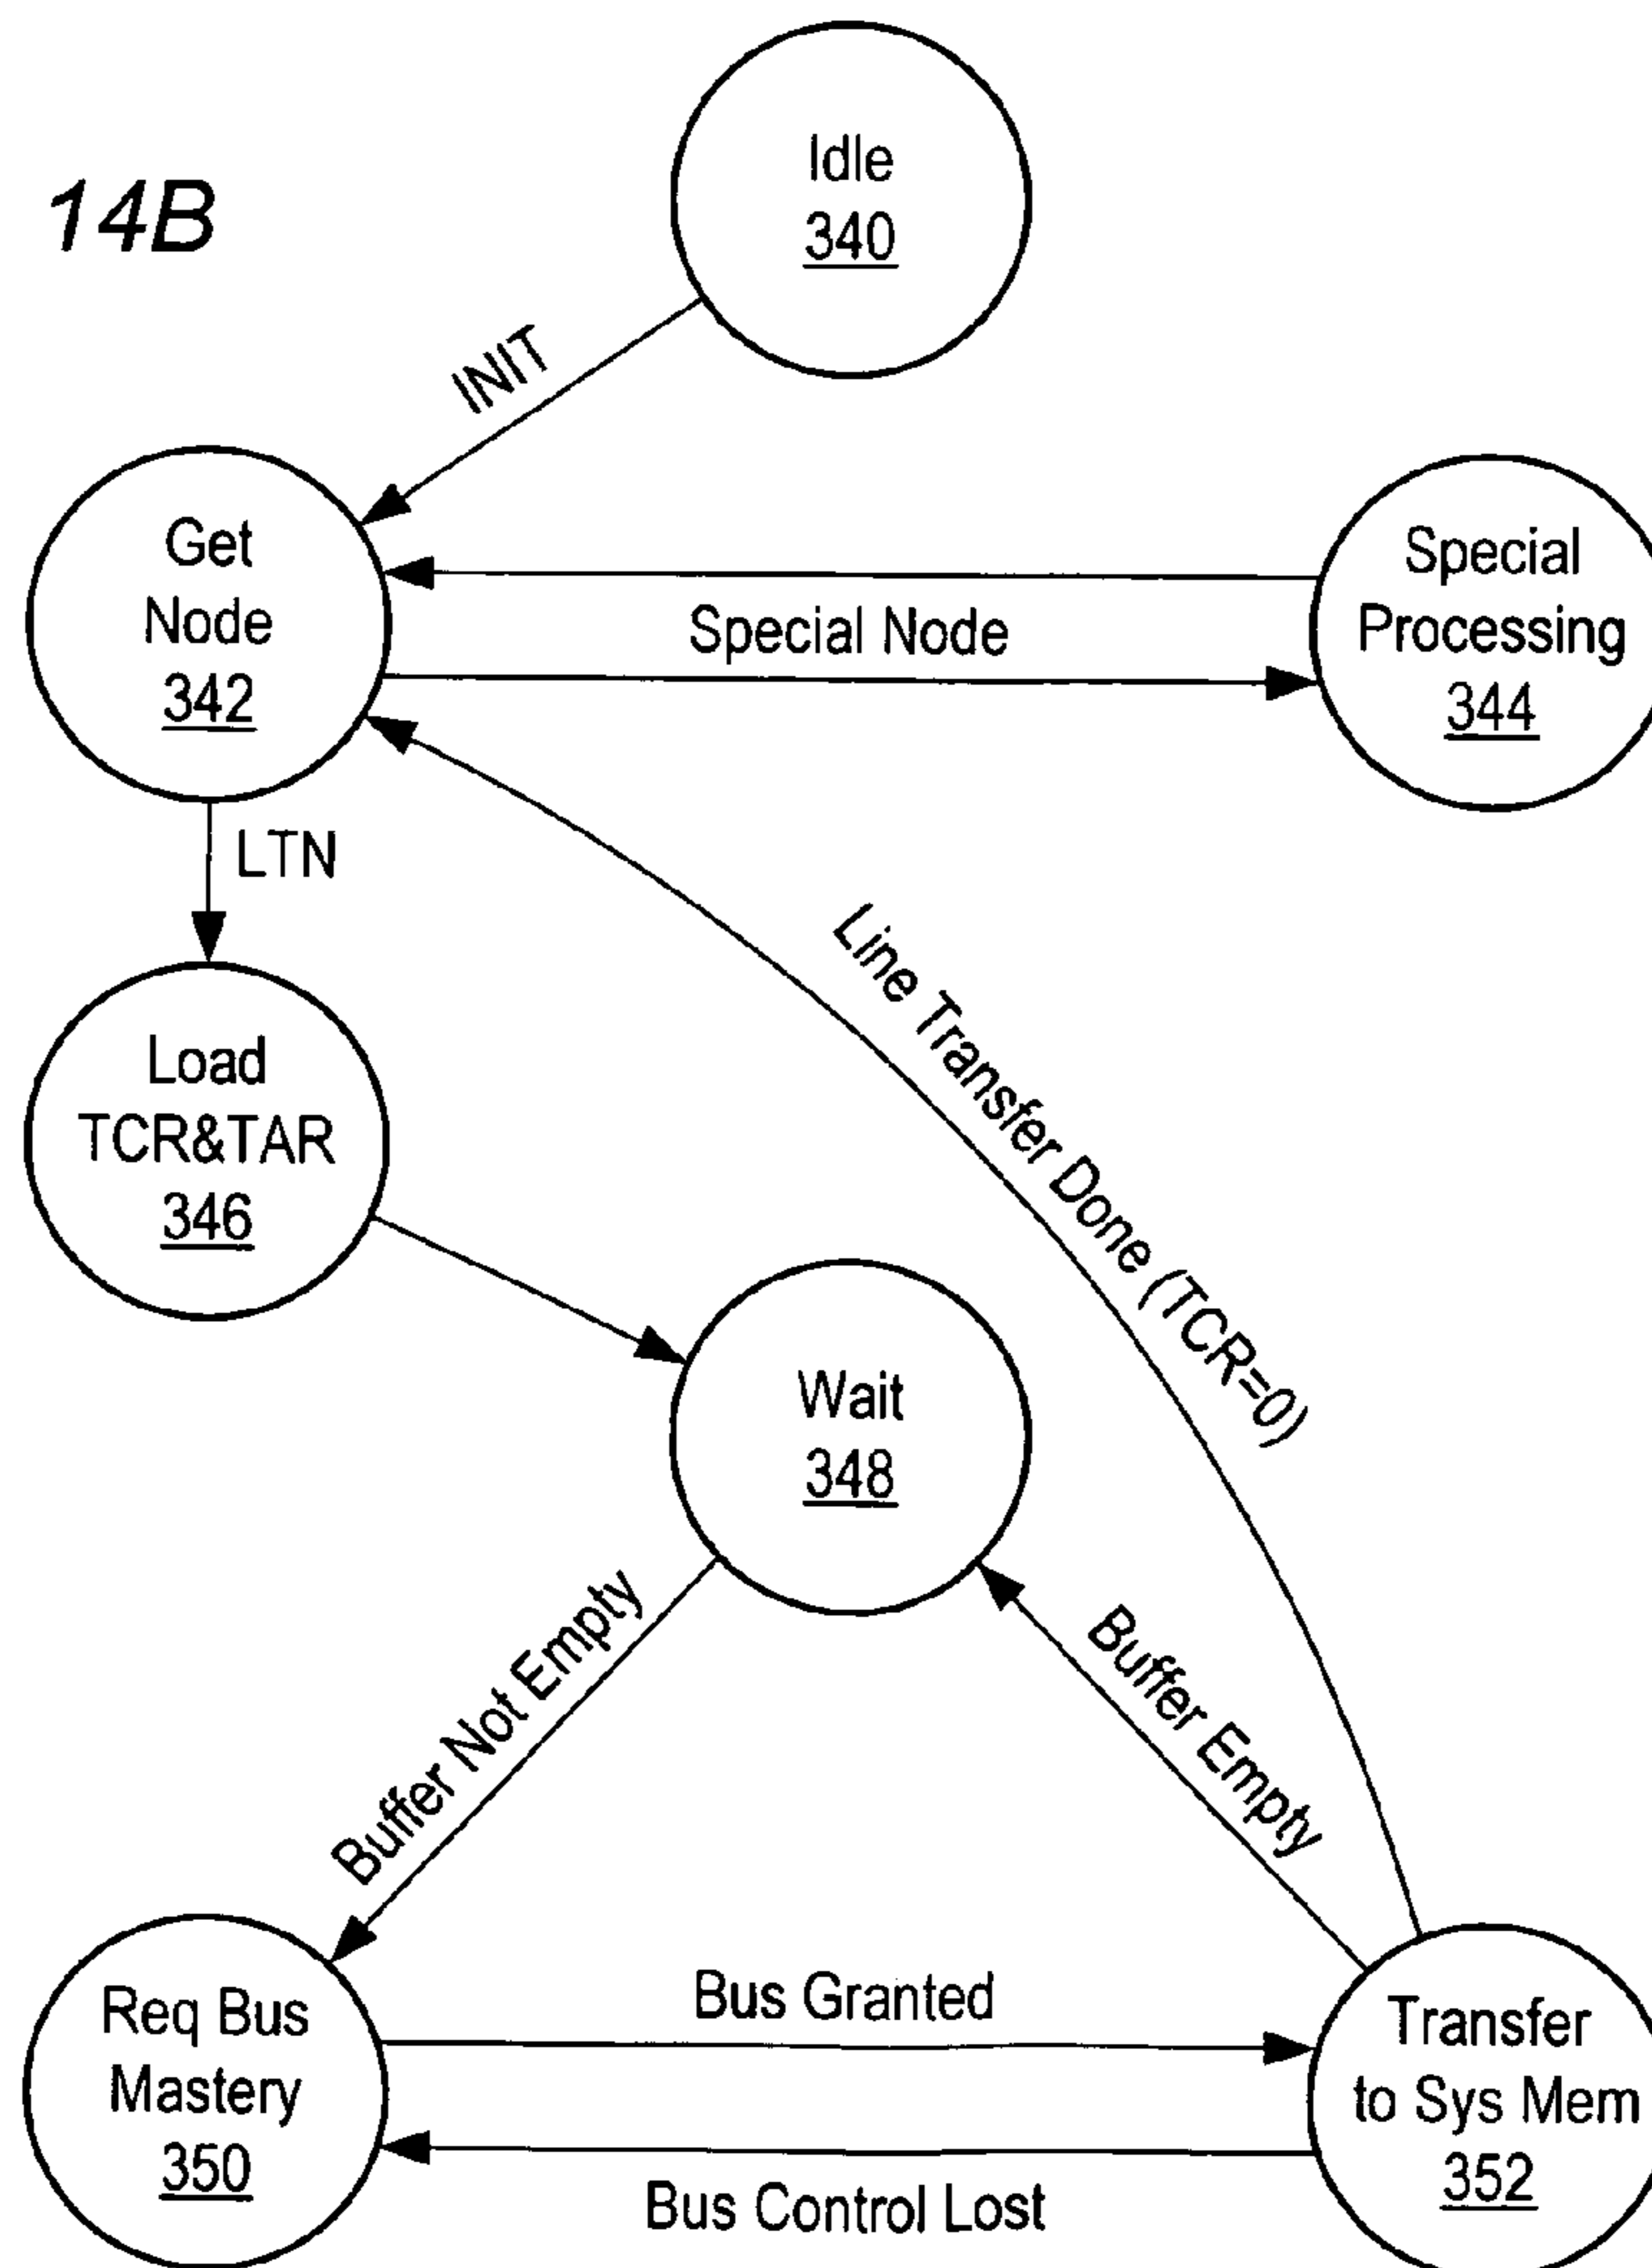 14B
Idle
340
INIT
Get
Node
342
Special Node
Special
Processing
344
LTN
Load
TCR&TAR
346
Line Transfer Done (TCR=0)
Wait
348
Buffer Not Empty
Buffer Empty
Req Bus
Mastery
350
Bus Granted
Bus Control Lost
Transfer
to Sys Mem
352